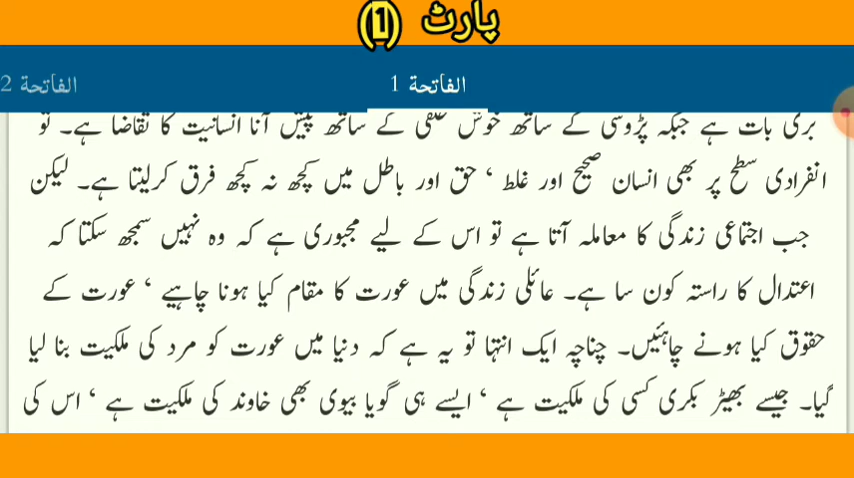 پارٹ (1)
الفاتحة 1
الفاتحة 2
بری بات ہے جبکہ پڑوسی کے ساتھ خوش خلقی کے ساتھ پیش آنا انسانیت کا تقاضا ہے۔ تو
انفرادی سطح پر بھی انسان صحیح اور غلط ، حق اور باطل میں کچھ نہ کچھ فرق کرلیتا ہے۔ لیکن
جب اجتماعی زندگی کا معاملہ آتا ہے تو اس کے لیے مجبوری ہے کہ وہ نہیں سمجھ سکتا کہ
اعتدال کا راستہ کون سا ہے۔ عائلی زندگی میں عورت کا مقام کیا ہونا چاہیے ، عورت کے
حقوق کیا ہونے چاہئیں۔ چناچہ ایک انتہا تو یہ ہے کہ دنیا میں عورت کو مرد کی ملکیت بنا لیا
گیا۔ جیسے بھیڑ بکری کسی کی ملکیت ہے ، ایسے ہی گویا بیوی بھی خاوند کی ملکیت ہے ، اس کی